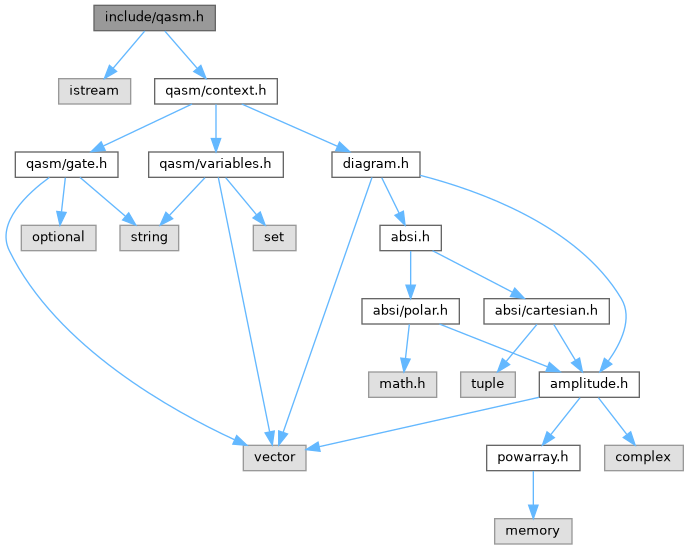 include/qasm.h
istream
qasm/context.h
qasm/gate.h
qasm/variables.h
diagram.h
optional
string
set
absi.h
absi/polar.h
absi/cartesian.h
math.h
tuple
amplitude.h
vector
powarray.h
complex
memory